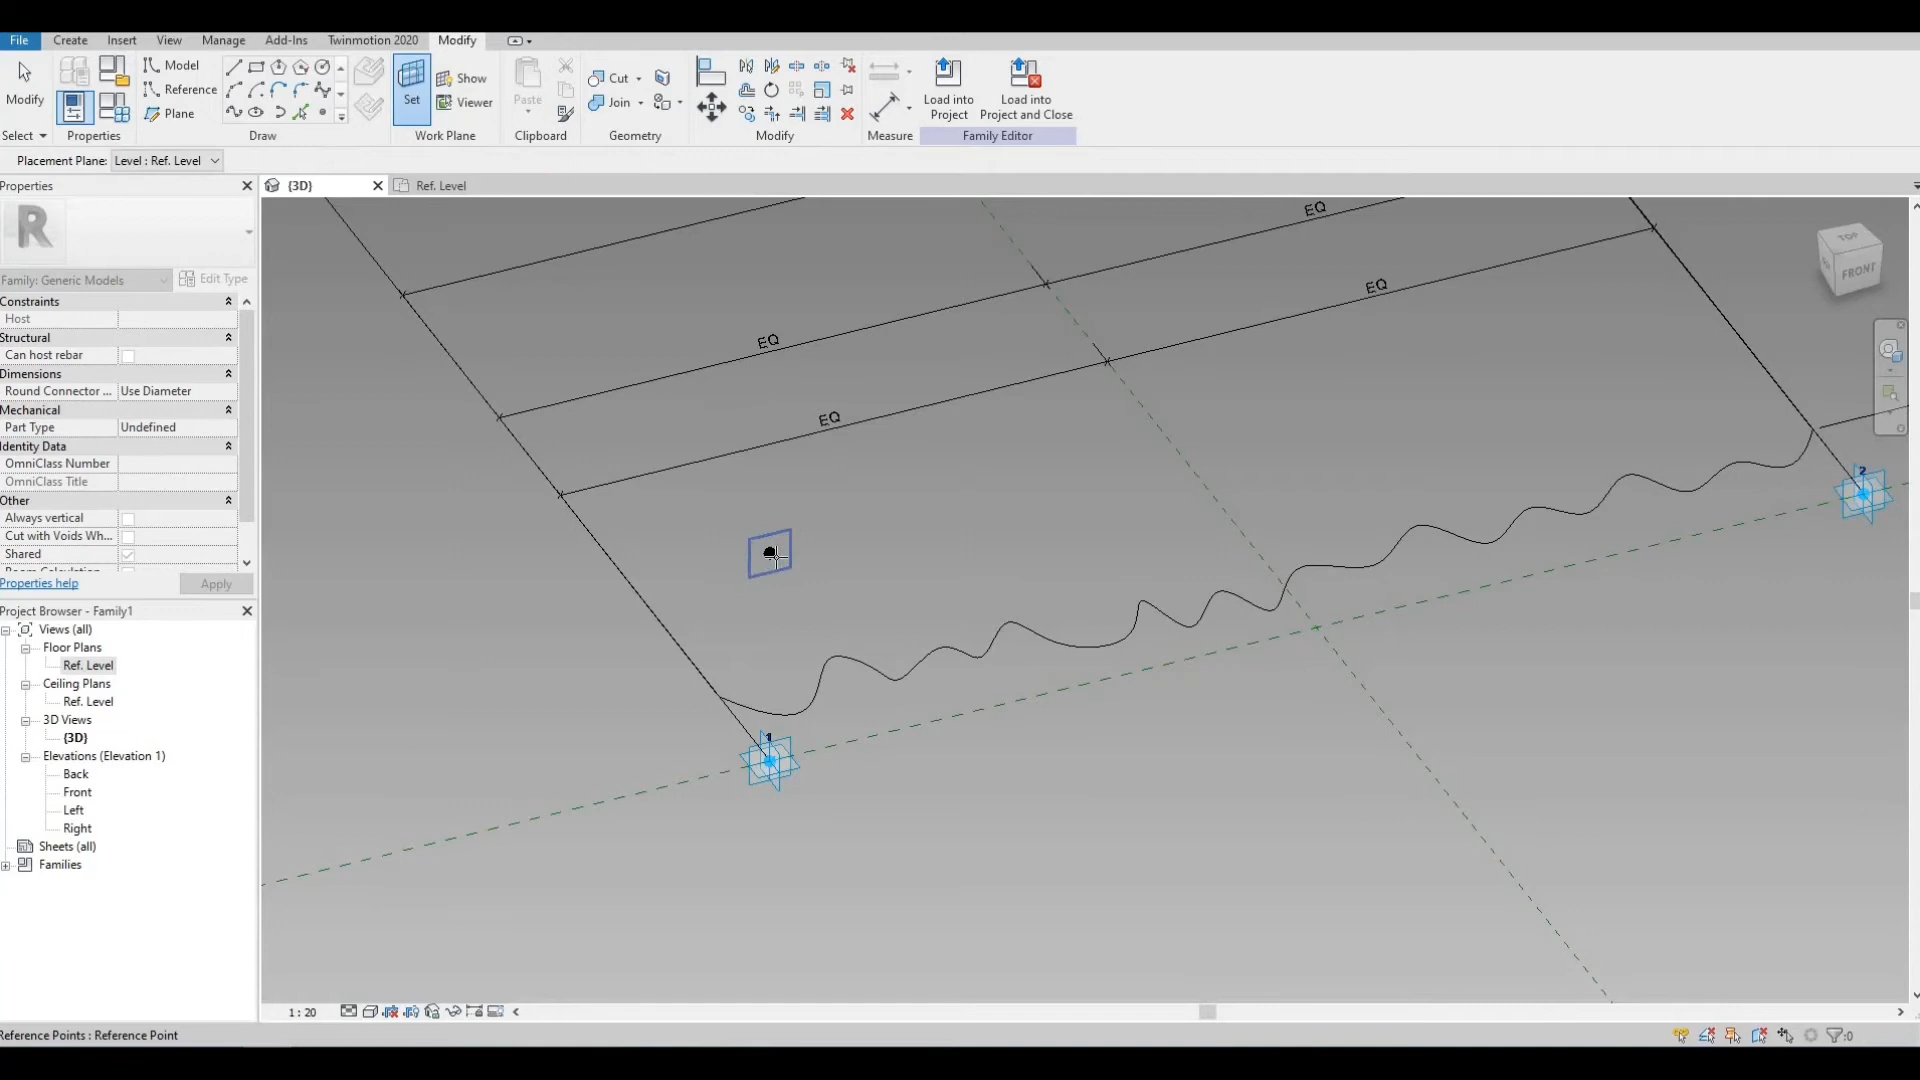 File Create Insert View Manage Add-Ins Twinmotion 2020 Modify
Modify
Select
Properties
Model
Reference
Plane
Draw
Set
Show
Viewer
Work Plane
Paste
Clipboard
Cut
Join
Geometry
Modify
Measure
Load into
Project
Load into
Project and Close
Family Editor
Placement Plane: Level : Ref. Level
Properties
{3D}
Ref. Level
R
Family: Generic Models
Edit Type
Constraints
Host
Structural
Can host rebar
Dimensions
Round Connector ... Use Diameter
Mechanical
Part Type Undefined
Identity Data
OmniClass Number
OmniClass Title
Other
Always vertical
Cut with Voids Wh...
Shared
Properties help
Apply
Project Browser - Family1
Views (all)
Floor Plans
Ref. Level
Ceiling Plans
Ref. Level
3D Views
{3D}
Elevations (Elevation 1)
Back
Front
Left
Right
Sheets (all)
Families
EQ
EQ
EQ
EQ
TOP
FRONT
2
1
1 : 20
Reference Points : Reference Point
:0